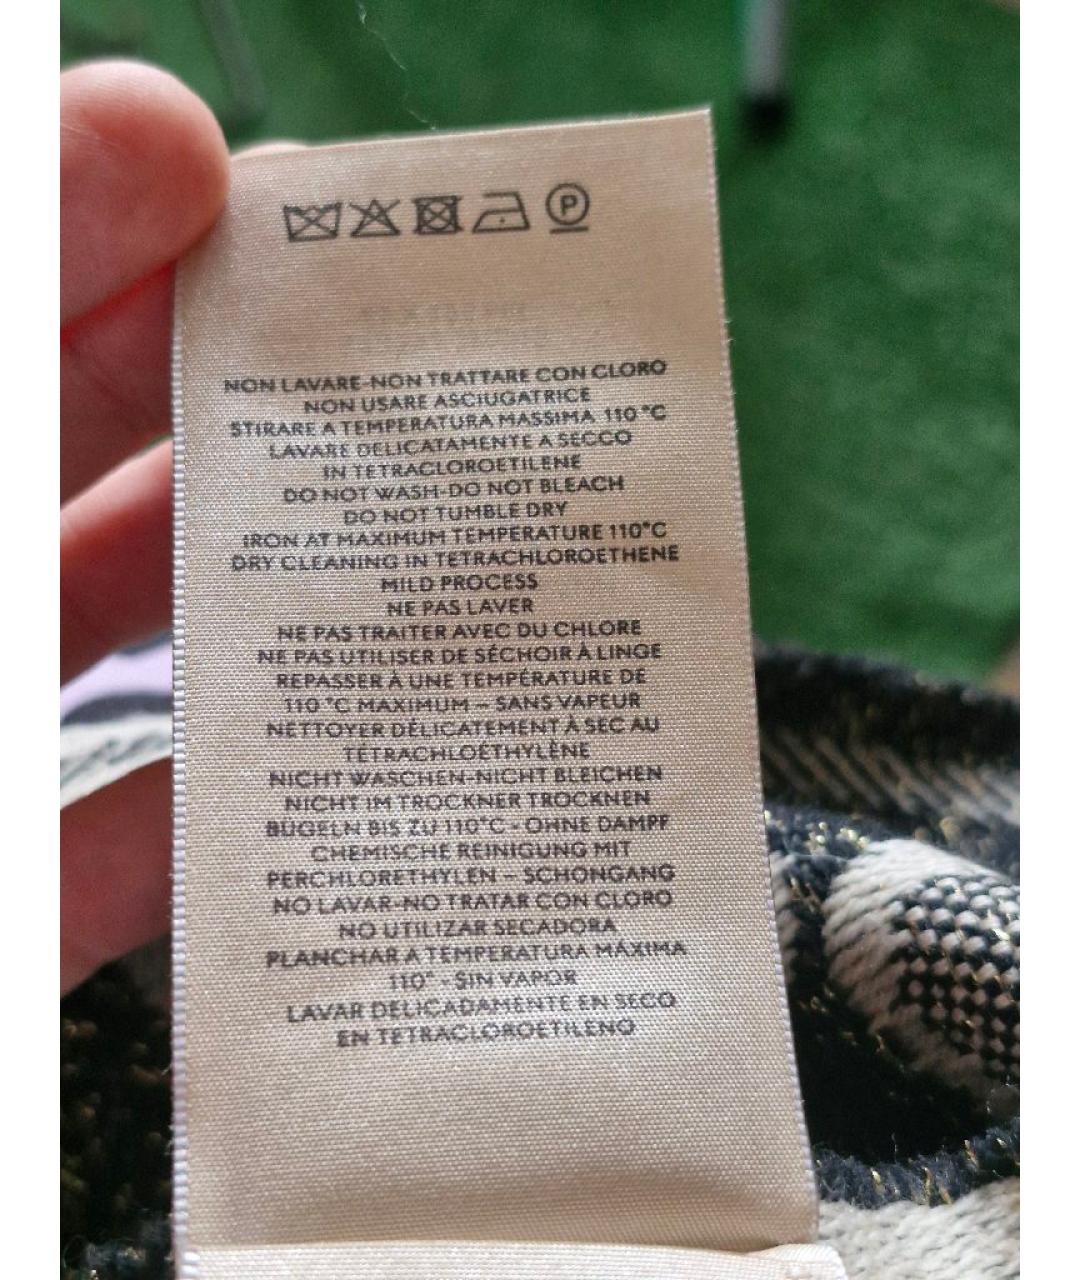 P
NON LAVARE-NON TRATTARE CON CLORO
NON USARE ASCIUGATRICE
STIRARE A TEMPERATURA MASSIMA 110 °C
LAVARE DELICATAMENTE A SECCO
IN TETRACLOROETILENE
DO NOT WASH-DO NOT BLEACH
DO NOT TUMBLE DRY
IRON AT MAXIMUM TEMPERATURE 110°C
DRY CLEANING IN TETRACHLOROETHENE
MILD PROCESS
NE PAS LAVER
NE PAS TRAITER AVEC DU CHLORE
NE PAS UTILISER DE SÉCHOIR À LINGE
REPASSER À UNE TEMPÉRATURE DE
110 °C MAXIMUM – SANS VAPEUR
NETTOYER DÉLICATEMENT À SEC AU
TÉTRACHLOÉTHYLÈNE
NICHT WASCHEN-NICHT BLEICHEN
NICHT IM TROCKNER TROCKNEN
BÜGELN BIS ZU 110°C - OHNE DAMPF
CHEMISCHE REINIGUNG MIT
PERCHLORETHYLEN – SCHONGANG
NO LAVAR-NO TRATAR CON CLORO
NO UTILIZAR SECADORA
PLANCHAR A TEMPERATURA MÁXIMA
110° - SIN VAPOR
LAVAR DELICADAMENTE EN SECO
EN TETRACLOROETILENO